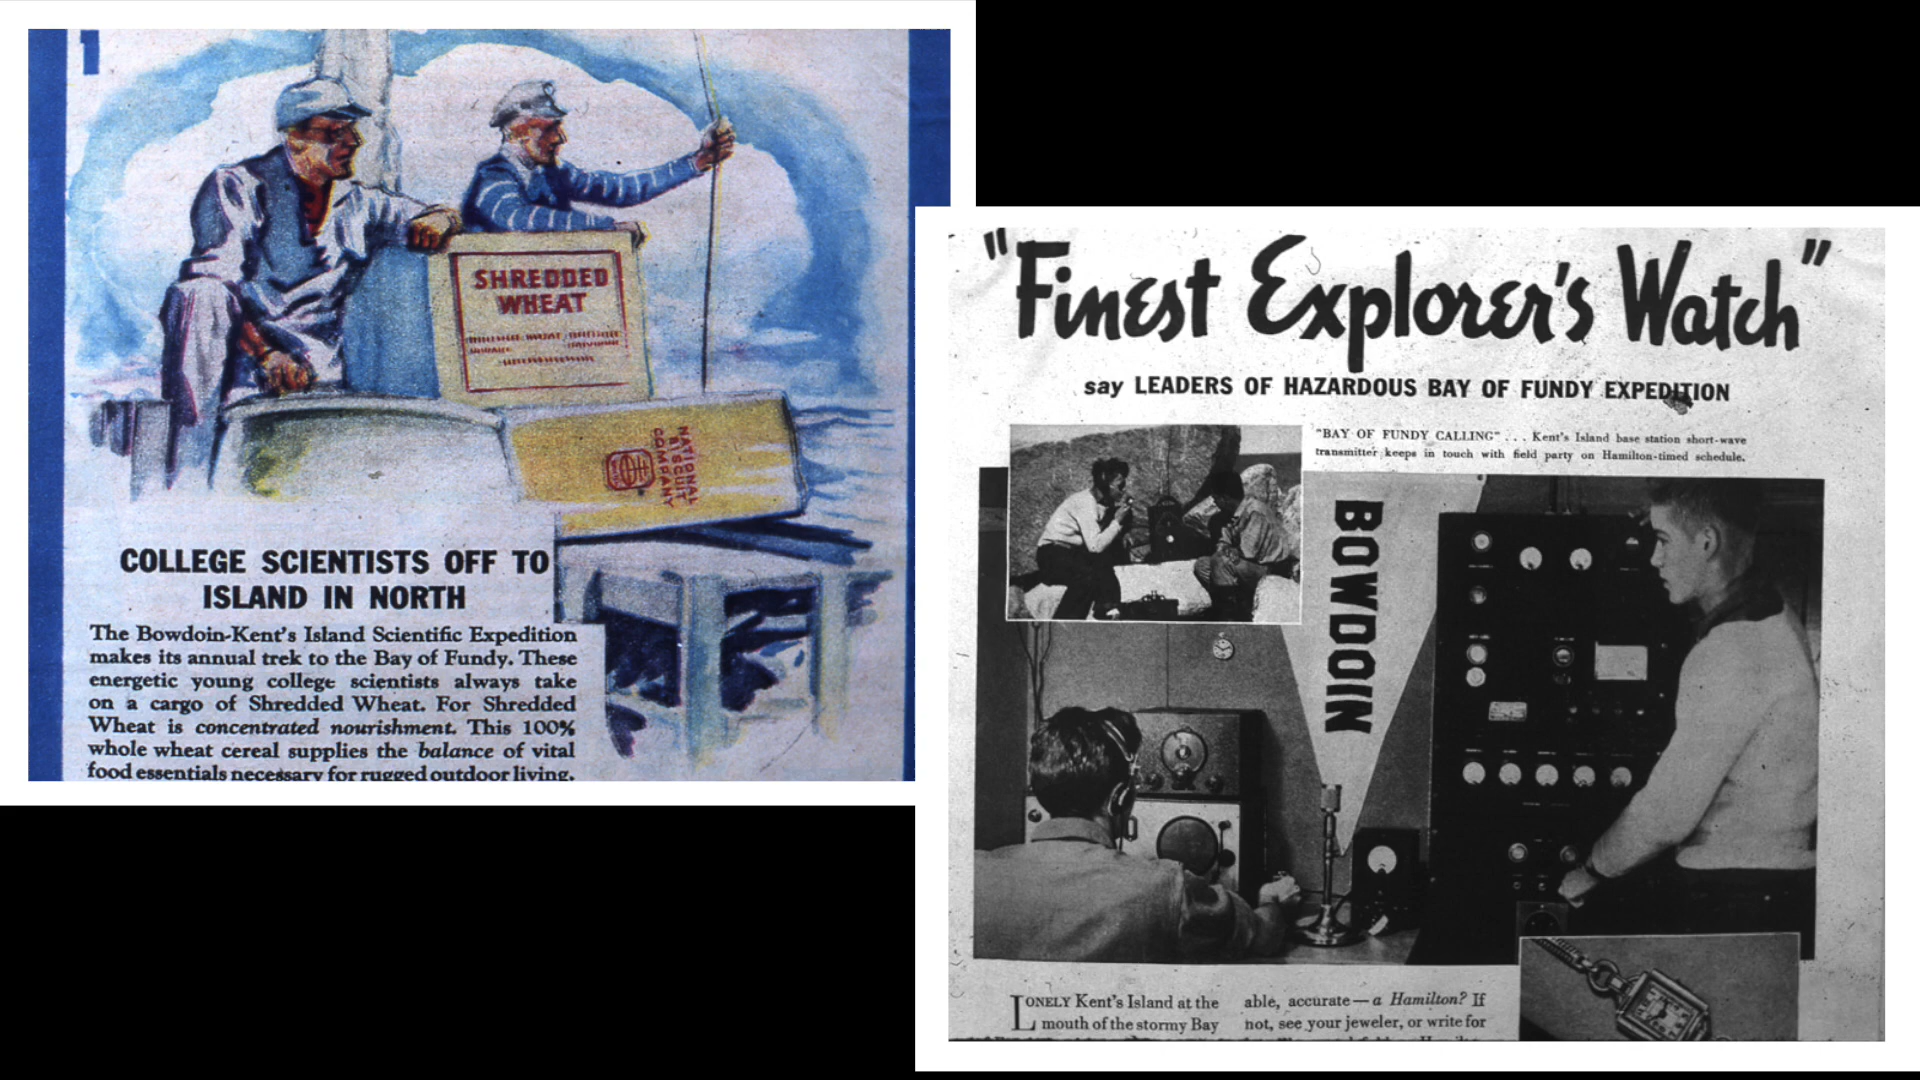 1
SHREDDED
WHEAT
NATIONAL
BISCUIT
COMPANY
COLLEGE SCIENTISTS OFF TO
ISLAND IN NORTH
The Bowdoin-Kent's Island Scientific Expedition
makes its annual trek to the Bay of Fundy. These
energetic young college scientists always take
on a cargo of Shredded Wheat. For Shredded
Wheat is concentrated nourishment. This 100%
whole wheat cereal supplies the balance of vital
food essentials necessary for rugged outdoor living.
"Finest Explorer's Watch"
say LEADERS OF HAZARDOUS BAY OF FUNDY EXPEDITION
"BAY OF FUNDY CALLING" . . . Kent's Island base station short-wave
transmitter keeps in touch with field party on Hamilton-timed schedule.
BOWDOIN
LONELY Kent's Island at the
mouth of the stormy Bay
able, accurate — a Hamilton? If
not, see your jeweler, or write for